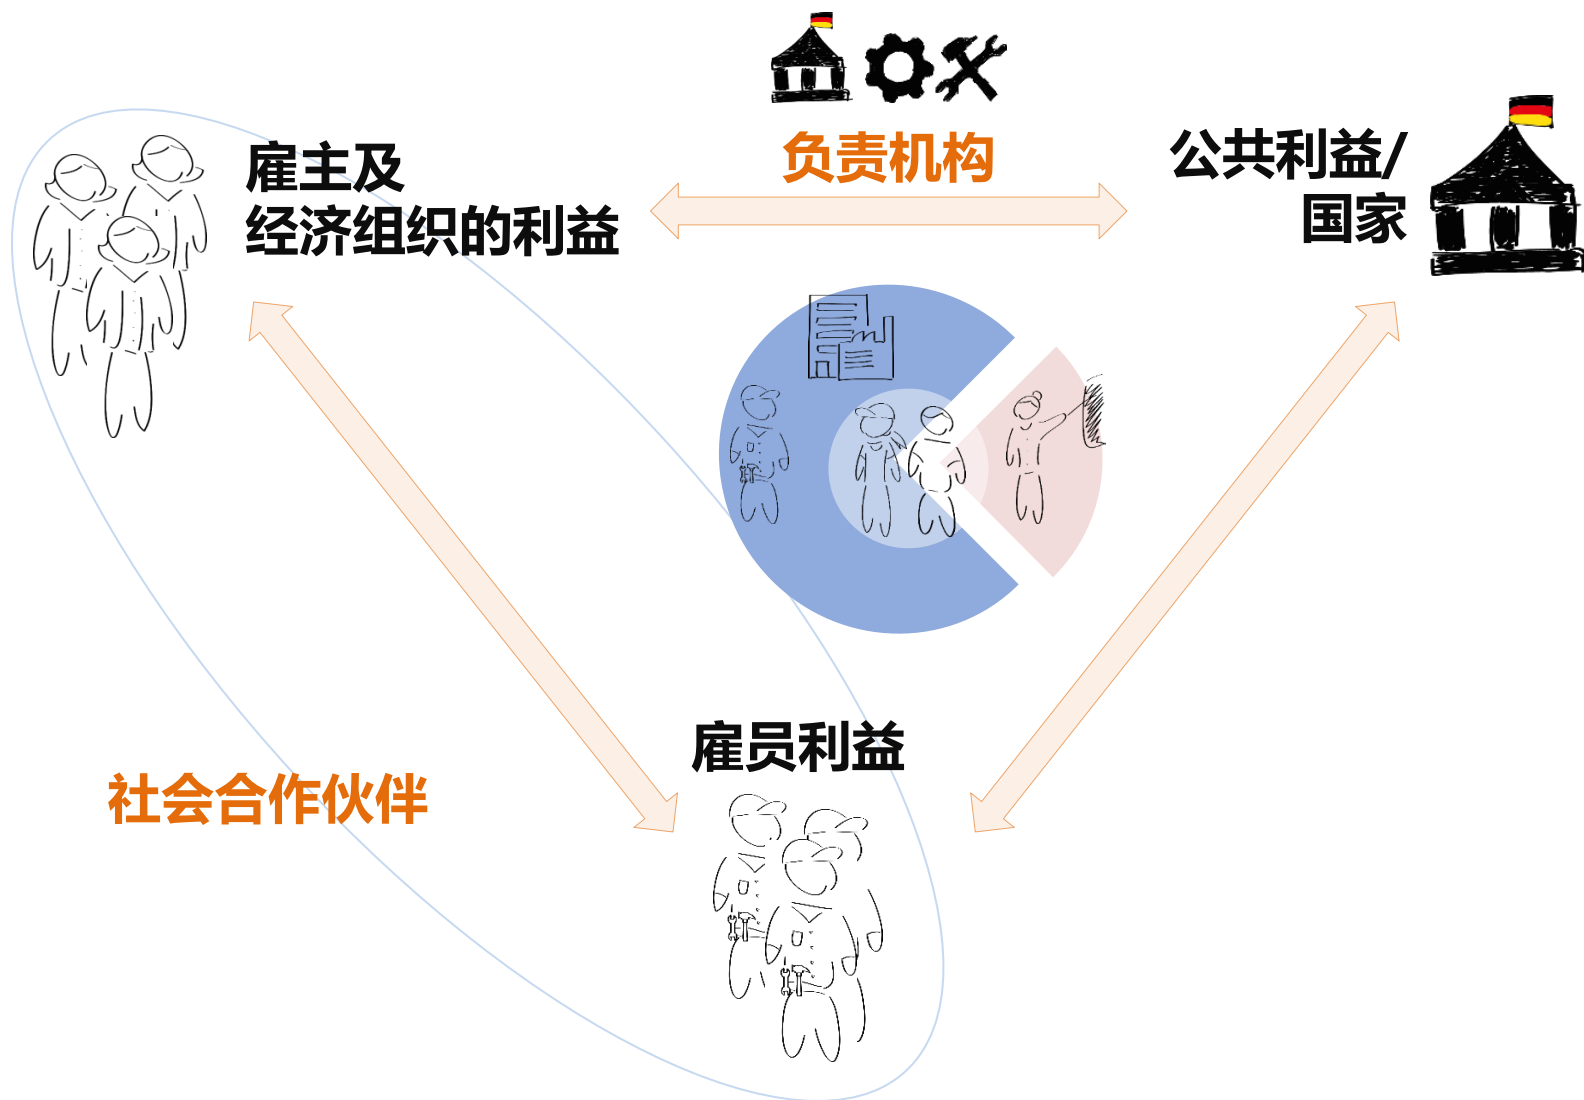 负责机构
雇主及
经济组织的利益
公共利益/
国家
雇员利益
社会合作伙伴